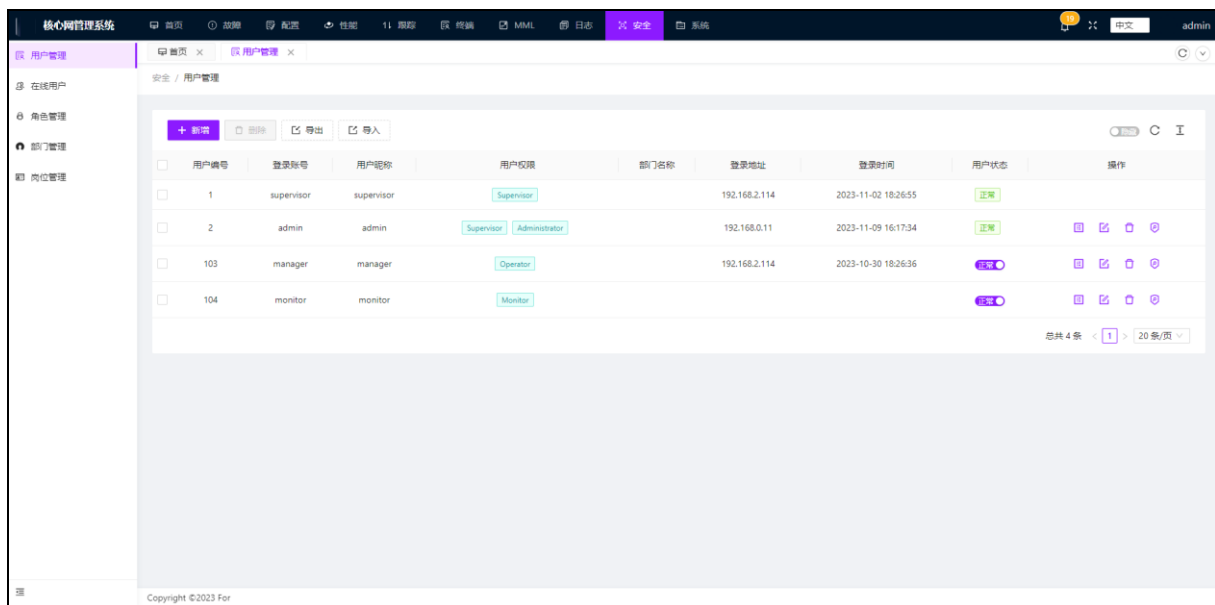 核心网管理系统 首页 故障 配置 性能 跟踪 终端 MML 日志 安全 系统 19 中文 admin
用户管理 首页 用户管理
在线用户 安全 / 用户管理
角色管理
部门管理
岗位管理
新增 删除 导出 导入
用户编号 登录账号 用户昵称 用户权限 部门名称 登录地址 登录时间 用户状态 操作
1 supervisor supervisor Supervisor 192.168.2.114 2023-11-02 18:26:55 正常
2 admin admin Supervisor Administrator 192.168.0.11 2023-11-09 16:17:34 正常
103 manager manager Operator 192.168.2.114 2023-10-30 18:26:36 正常
104 monitor monitor Monitor 正常
总共 4 条 < 1 > 20 条/页
Copyright ©2023 For